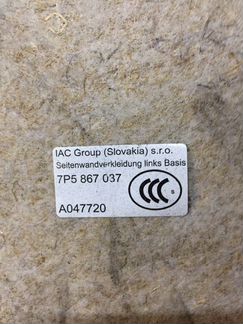 IAC Group (Slovakia) s.r.o.
Seitenwandverkleidung links Basis
7P5 867 037
CCC S
A047720